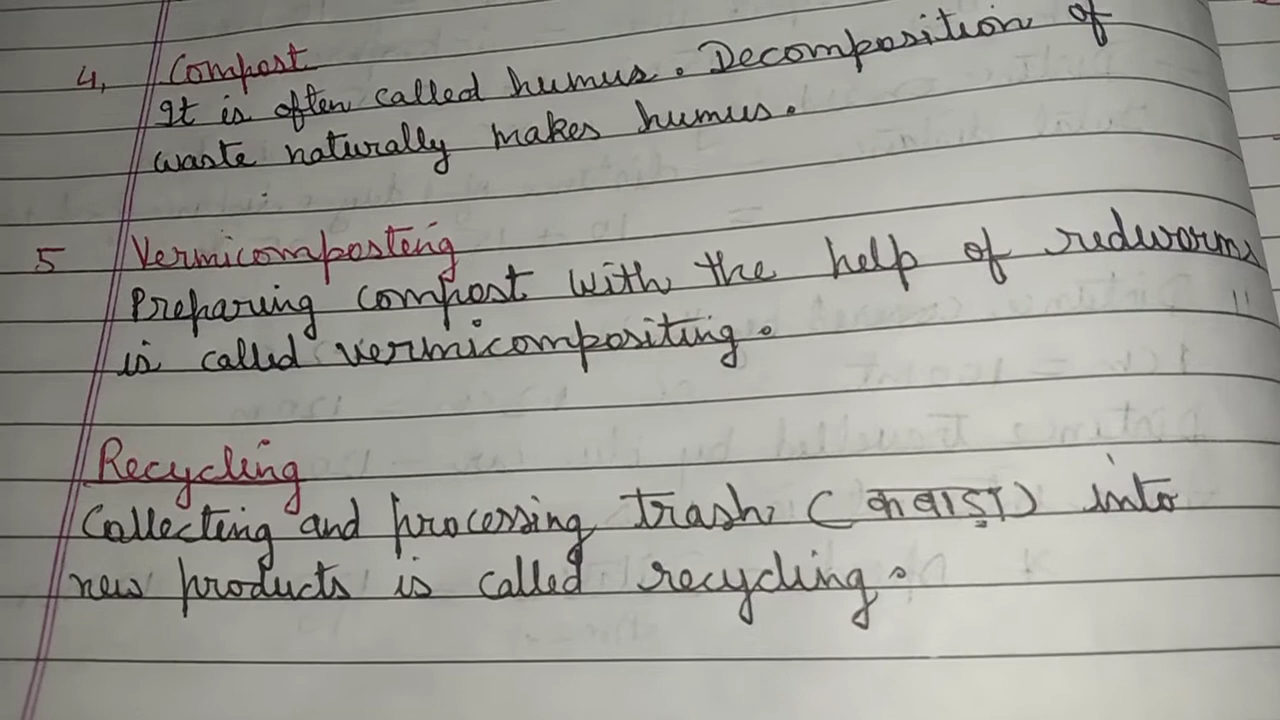 4, Compost
It is often called humus. Decomposition of
waste naturally makes humus.
5 Vermicomposting
Preparing compost with the help of redworms
is called vermicompositing.
Recycling
Collecting and processing trash (कबाड़ा) into
new products is called recycling.